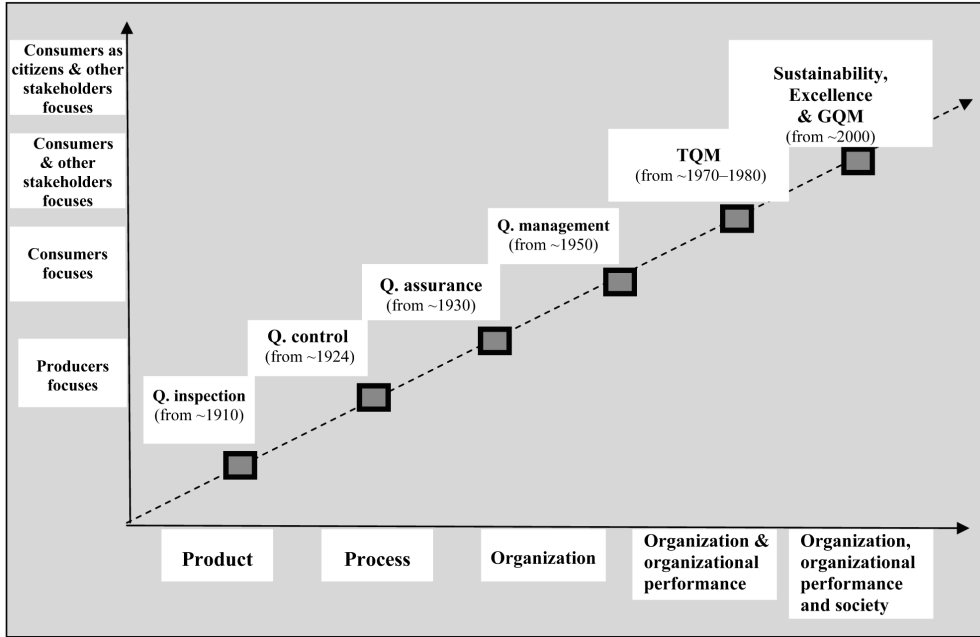 Consumers as
citizens & other
stakeholders
focuses
Consumers
& other
stakeholders
focuses
Consumers
focuses
Producers
focuses
Sustainability,
Excellence
& GQM
(from ~2000)
TQM
(from ~1970–1980)
Q. management
(from ~1950)
Q. assurance
(from ~1930)
Q. control
(from ~1924)
Q. inspection
(from ~1910)
Product
Process
Organization
Organization &
organizational
performance
Organization,
organizational
performance
and society